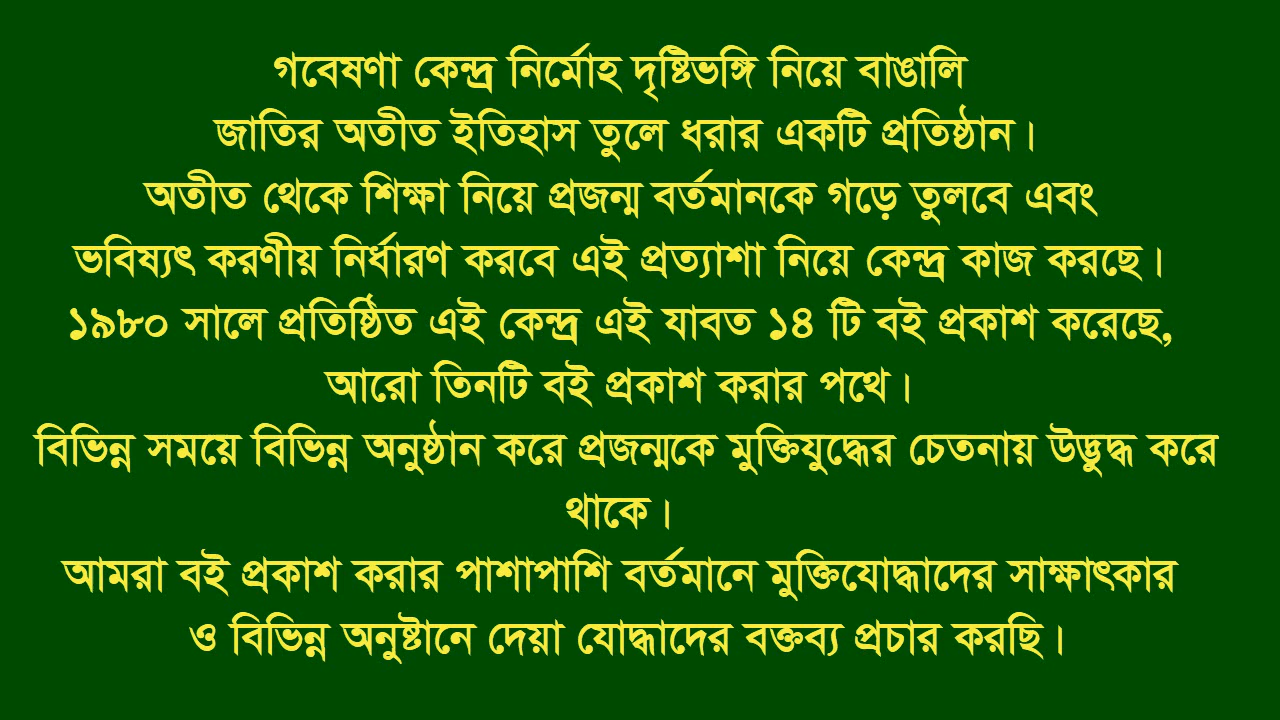 গবেষণা কেন্দ্র নির্মোহ দৃষ্টিভঙ্গি নিয়ে বাঙালি
জাতির অতীত ইতিহাস তুলে ধরার একটি প্রতিষ্ঠান।
অতীত থেকে শিক্ষা নিয়ে প্রজন্ম বর্তমানকে গড়ে তুলবে এবং
ভবিষ্যৎ করণীয় নির্ধারণ করবে এই প্রত্যাশা নিয়ে কেন্দ্র কাজ করছে।
১৯৮০ সালে প্রতিষ্ঠিত এই কেন্দ্র এই যাবত ১৪ টি বই প্রকাশ করেছে,
আরো তিনটি বই প্রকাশ করার পথে।
বিভিন্ন সময়ে বিভিন্ন অনুষ্ঠান করে প্রজন্মকে মুক্তিযুদ্ধের চেতনায় উদ্ভুদ্ধ করে
থাকে।
আমরা বই প্রকাশ করার পাশাপাশি বর্তমানে মুক্তিযোদ্ধাদের সাক্ষাৎকার
ও বিভিন্ন অনুষ্টানে দেয়া যোদ্ধাদের বক্তব্য প্রচার করছি।